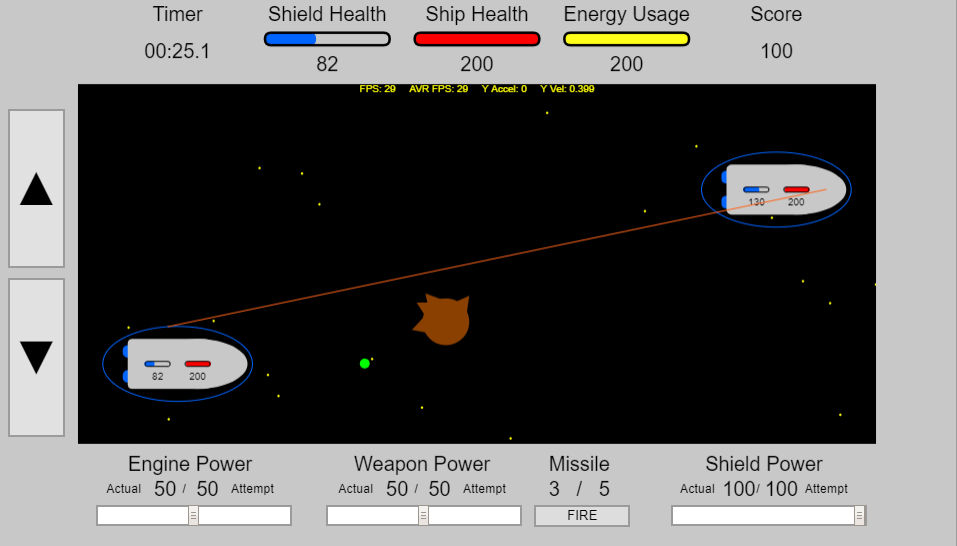 Timer Shield Health Ship Health Energy Usage Score
00:25.1 82 200 200 100
FPS: 29 AVR FPS: 29 Y Accel: 0 Y Vel: 0.399
130 200
82 200
Engine Power Weapon Power Missile Shield Power
Actual 50 / 50 Attempt Actual 50 / 50 Attempt 3 / 5 Actual 100 / 100 Attempt
FIRE